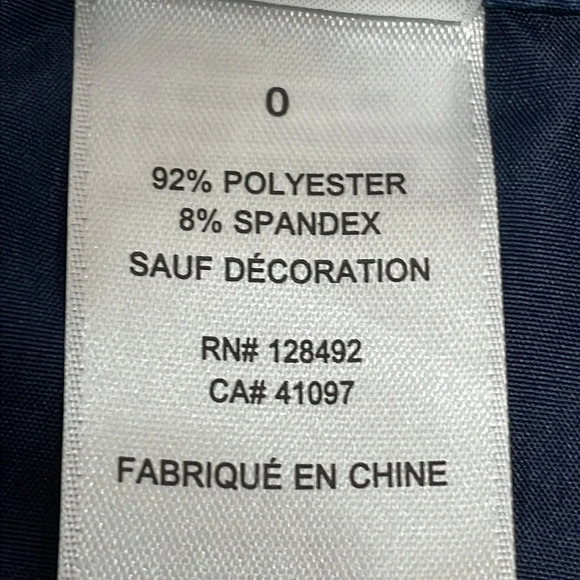 0
92% POLYESTER
8% SPANDEX
SAUF DÉCORATION
RN# 128492
CA# 41097
FABRIQUÉ EN CHINE